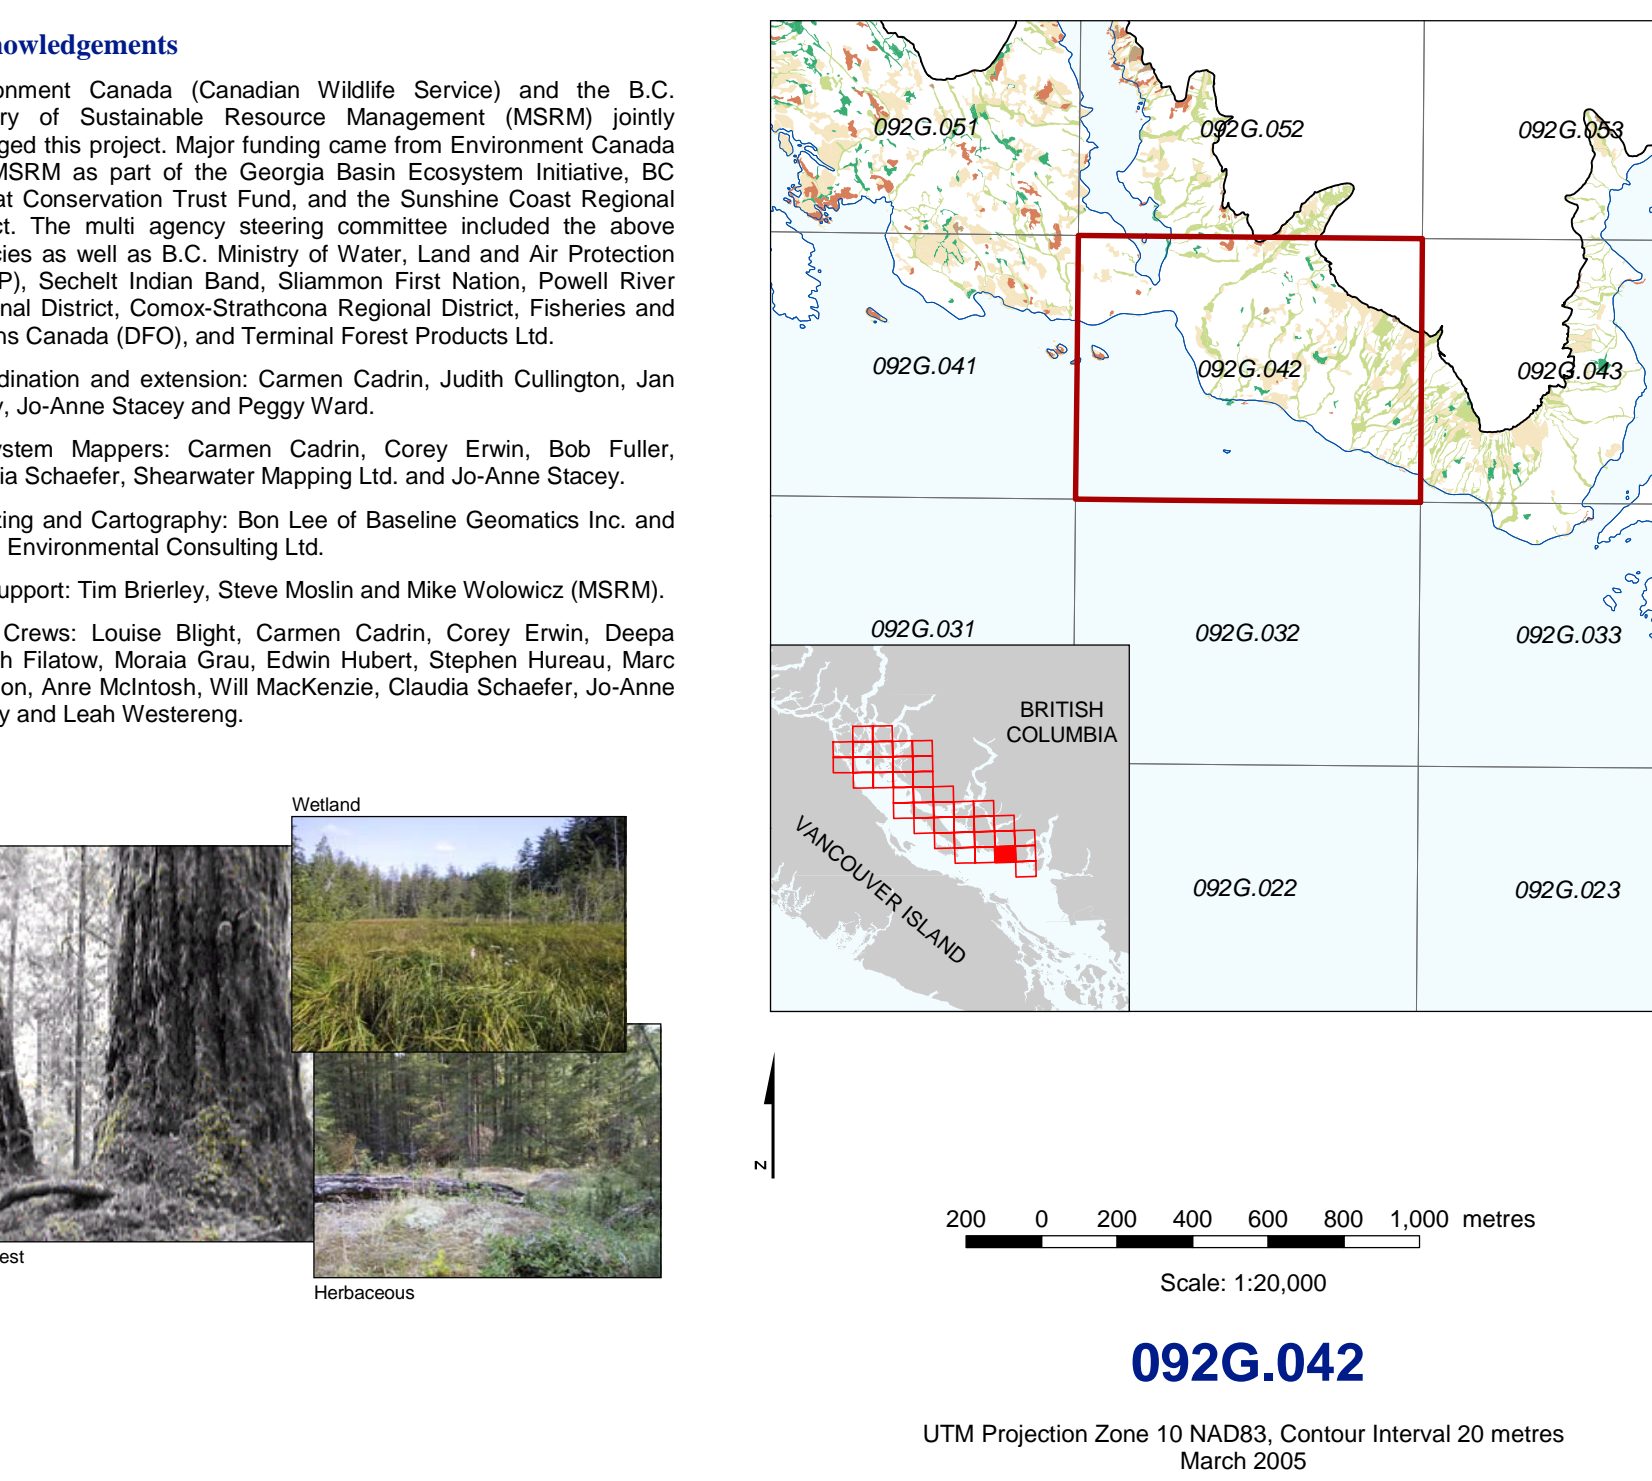 nowledgements
onment Canada (Canadian Wildlife Service) and the B.C.
ry of Sustainable Resource Management (MSRM) jointly
ged this project. Major funding came from Environment Canada
MSRM as part of the Georgia Basin Ecosystem Initiative, BC
at Conservation Trust Fund, and the Sunshine Coast Regional
ct. The multi agency steering committee included the above
cies as well as B.C. Ministry of Water, Land and Air Protection
P), Sechelt Indian Band, Sliammon First Nation, Powell River
nal District, Comox-Strathcona Regional District, Fisheries and
ns Canada (DFO), and Terminal Forest Products Ltd.
dination and extension: Carmen Cadrin, Judith Cullington, Jan
y, Jo-Anne Stacey and Peggy Ward.
ystem Mappers: Carmen Cadrin, Corey Erwin, Bob Fuller,
ia Schaefer, Shearwater Mapping Ltd. and Jo-Anne Stacey.
zing and Cartography: Bon Lee of Baseline Geomatics Inc. and
Environmental Consulting Ltd.
upport: Tim Brierley, Steve Moslin and Mike Wolowicz (MSRM).
Crews: Louise Blight, Carmen Cadrin, Corey Erwin, Deepa
h Filatow, Moraia Grau, Edwin Hubert, Stephen Hureau, Marc
on, Anre McIntosh, Will MacKenzie, Claudia Schaefer, Jo-Anne
y and Leah Westereng.
Wetland
est
Herbaceous
092G.051
092G.052
092G.053
092G.041
092G.042
092G.043
092G.031
092G.032
092G.033
092G.022
092G.023
BRITISH
COLUMBIA
VANCOUVER ISLAND
N
200 0 200 400 600 800 1,000 metres
Scale: 1:20,000
092G.042
UTM Projection Zone 10 NAD83, Contour Interval 20 metres
March 2005